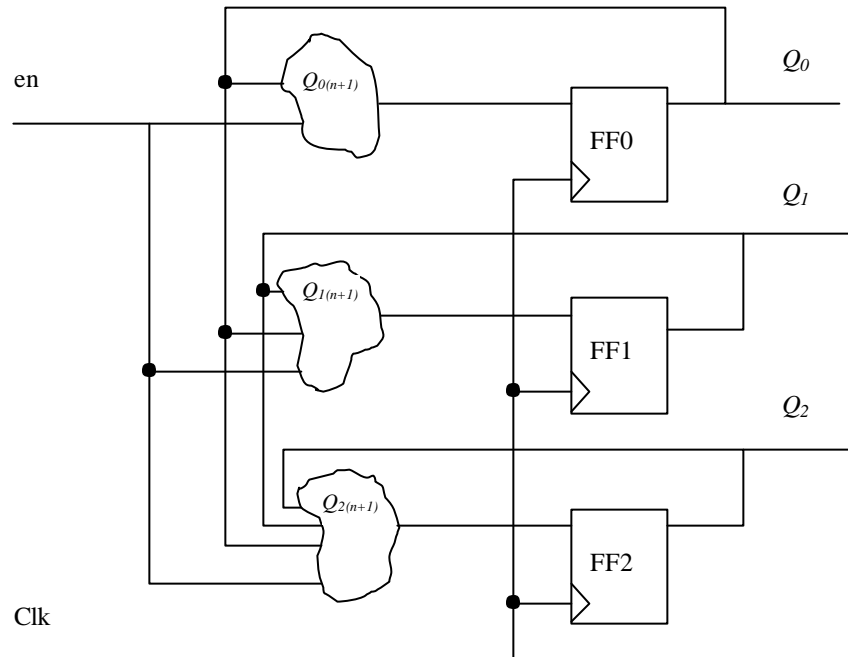 Q0
en
Q0(n+1)
FF0
Q1
Q1(n+1)
FF1
Q2
Q2(n+1)
FF2
Clk